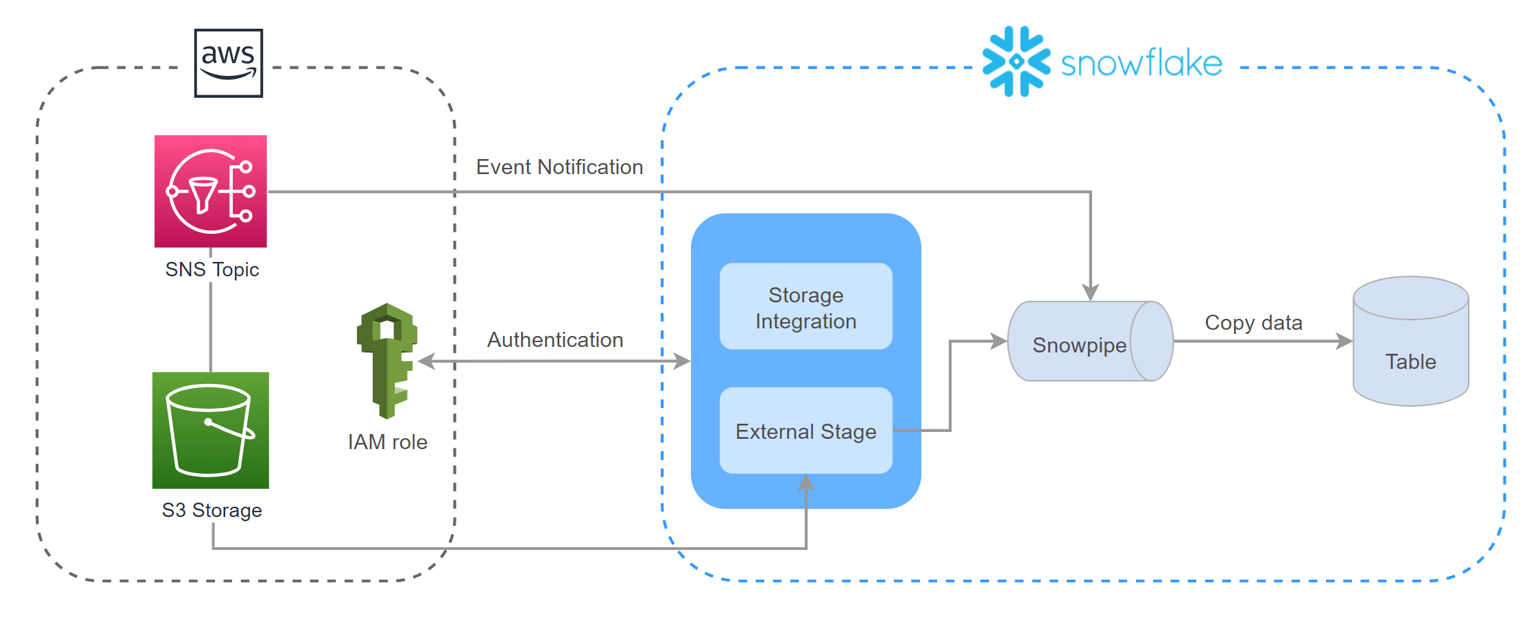 aws
snowflake
Event Notification
SNS Topic
Storage
Integration
Authentication
Snowpipe
Copy data
Table
External Stage
IAM role
S3 Storage